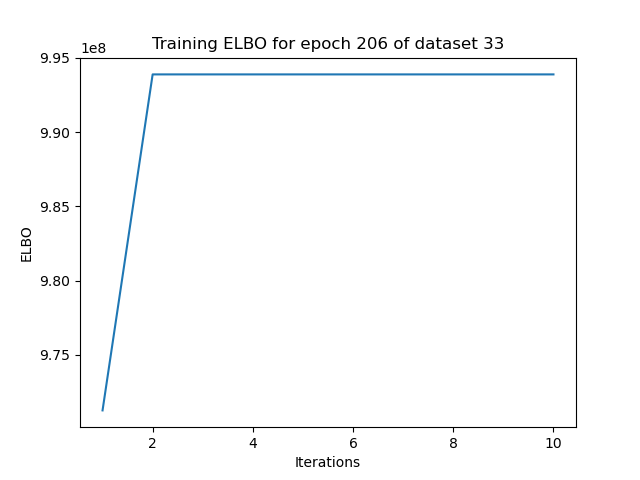 Training ELBO for epoch 206 of dataset 33
1e8
9.95
9.90
9.85
9.80
9.75
ELBO
2 4 6 8 10
Iterations